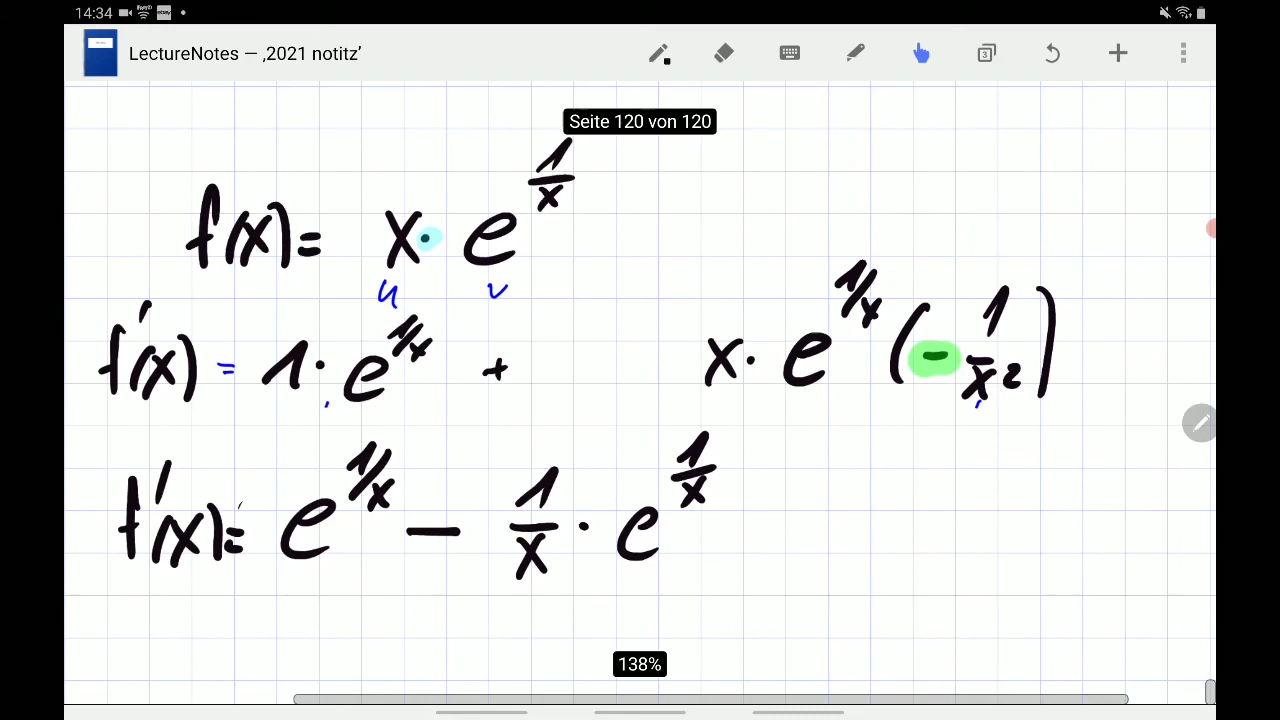 14:34
LectureNotes – ‚2021 notitz’
3
Seite 120 von 120
f(x)= x· e^(1/x)
u v
f'(x) = 1· e^(1/x) + x· e^(1/x) (- 1/x²)
f'(x)= e^(1/x) – 1/x · e^(1/x)
138%